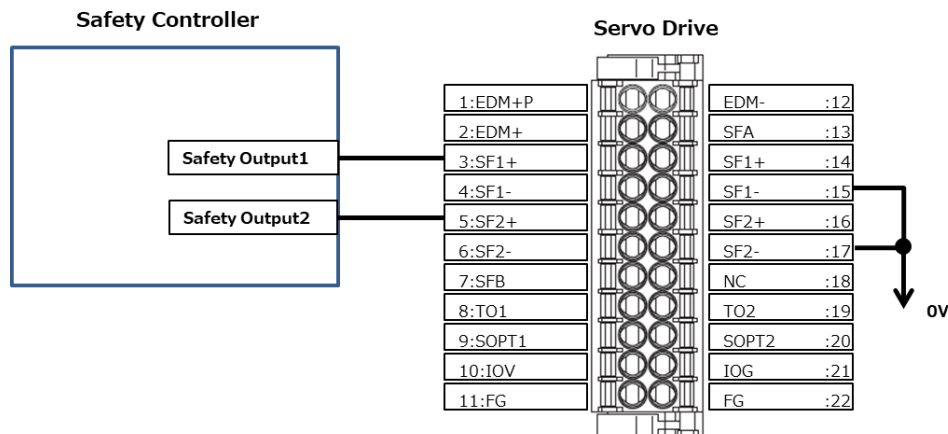 Safety Controller
Servo Drive
Safety Output1
Safety Output2
1:EDM+P
2:EDM+
3:SF1+
4:SF1-
5:SF2+
6:SF2-
7:SFB
8:TO1
9:SOPT1
10:IOV
11:FG
EDM- :12
SFA :13
SF1+ :14
SF1- :15
SF2+ :16
SF2- :17
NC :18
TO2 :19
SOPT2 :20
IOG :21
FG :22
0V